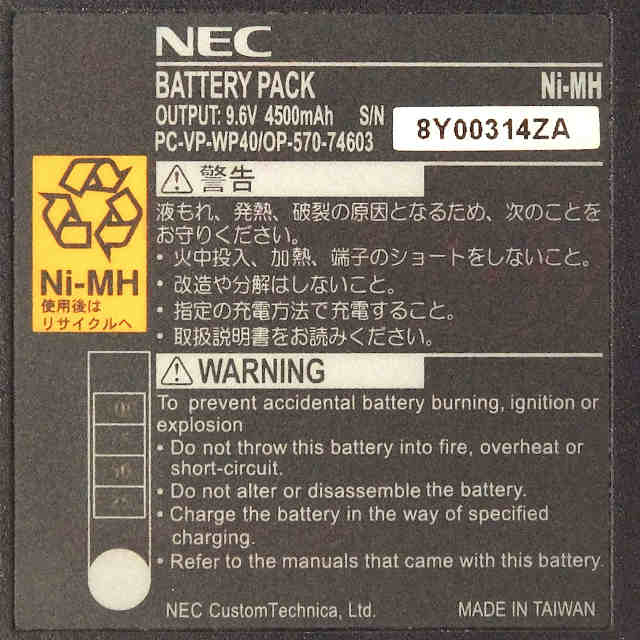 NEC
BATTERY PACK Ni-MH
OUTPUT: 9.6V 4500mAh S/N
8Y00314ZA
PC-VP-WP40/OP-570-74603
警告
液もれ、発熱、破裂の原因となるため、次のことを
お守りください。
・火中投入、加熱、端子のショートをしないこと。
・改造や分解はしないこと。
・指定の充電方法で充電すること。
・取扱説明書をお読みください。
Ni-MH
使用後は
リサイクルへ
WARNING
To prevent accidental battery burning, ignition or
explosion
• Do not throw this battery into fire, overheat or
short-circuit.
• Do not alter or disassemble the battery.
• Charge the battery in the way of specified
charging.
• Refer to the manuals that came with this battery.
NEC CustomTechnica, Ltd. MADE IN TAIWAN